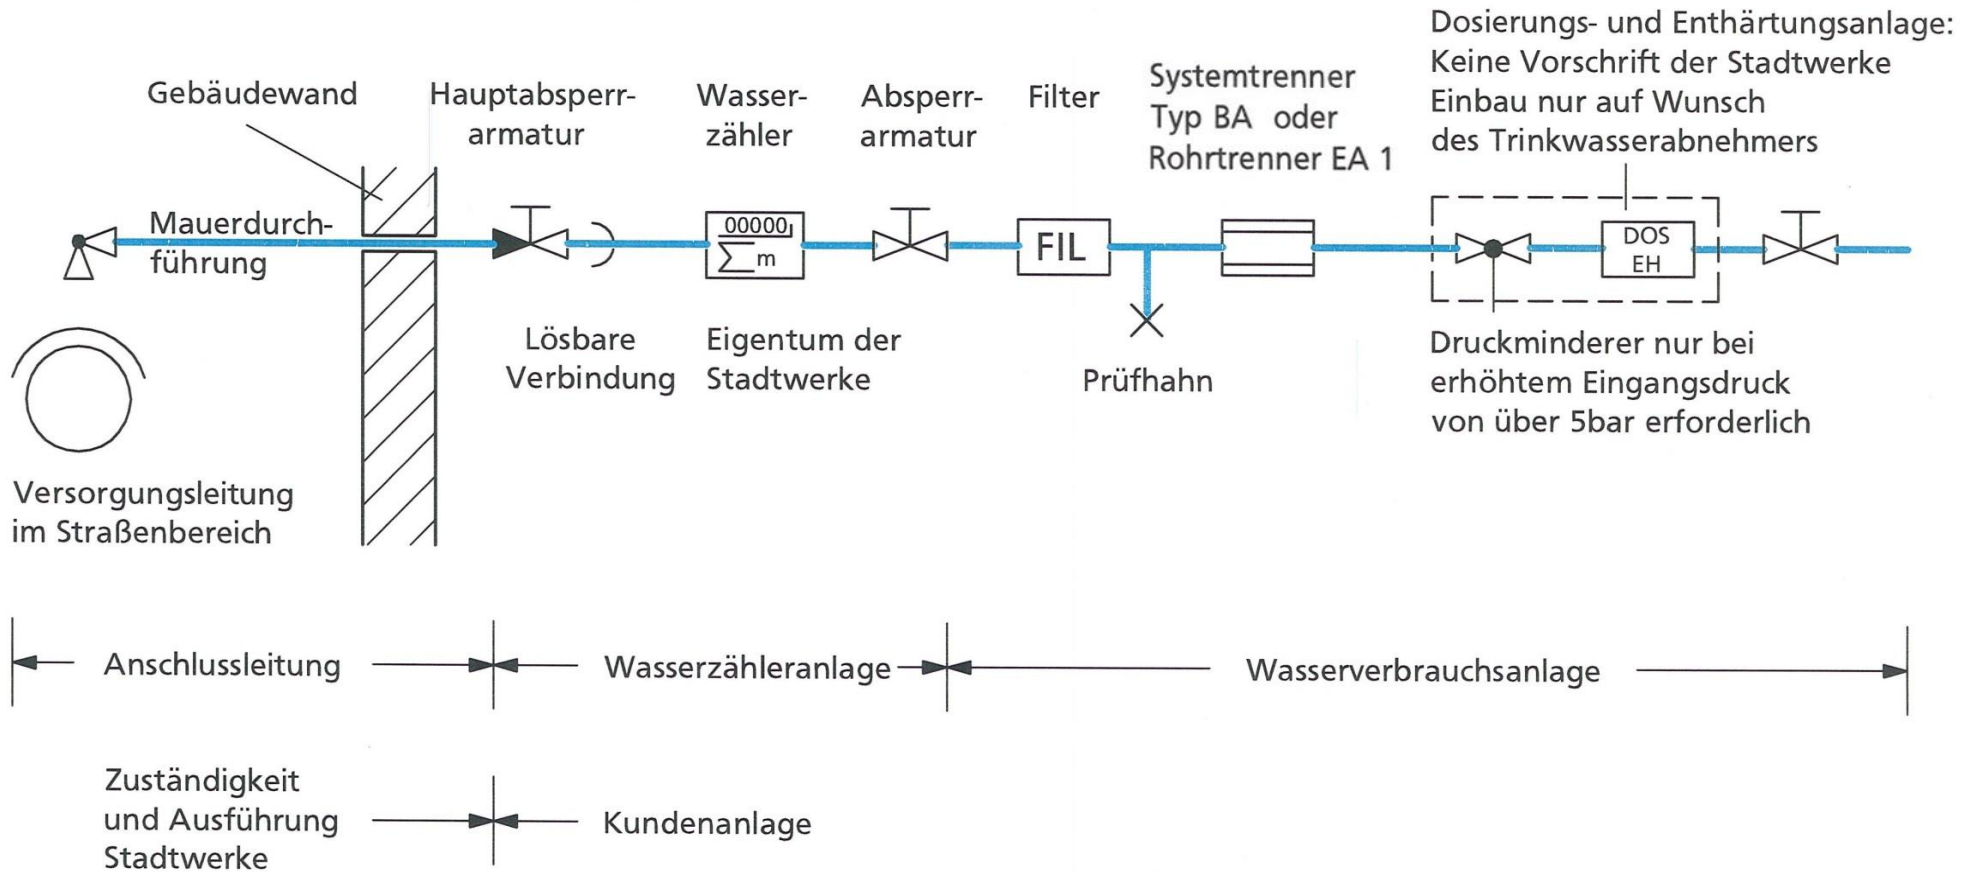 Dosierungs- und Enthärtungsanlage:
Keine Vorschrift der Stadtwerke
Einbau nur auf Wunsch
des Trinkwasserabnehmers
Gebäudewand
Hauptabsperr-
armatur
Wasser-
zähler
Absperr-
armatur
Filter
Systemtrenner
Typ BA oder
Rohrtrenner EA 1
Mauerdurch-
führung
00000
∑m
FIL
DOS
EH
Lösbare
Verbindung
Eigentum der
Stadtwerke
Prüfhahn
Druckminderer nur bei
erhöhtem Eingangsdruck
von über 5bar erforderlich
Versorgungsleitung
im Straßenbereich
Anschlussleitung
Wasserzähleranlage
Wasserverbrauchsanlage
Zuständigkeit
und Ausführung
Stadtwerke
Kundenanlage